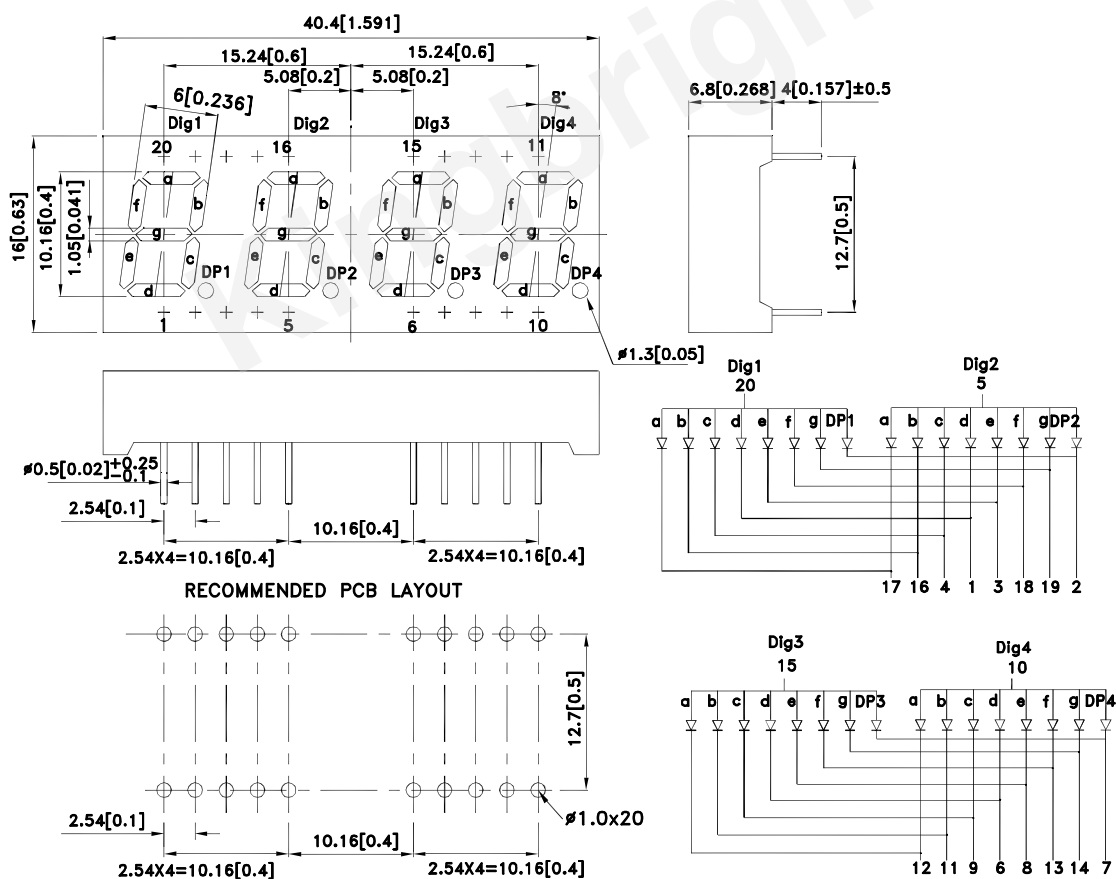 40.4[1.591]
15.24[0.6] 15.24[0.6]
5.08[0.2] 5.08[0.2]
6[0.236] 8°
Dig1 Dig2 Dig3 Dig4
20 16 15 11
16[0.63]
10.16[0.4]
1.05[0.041]
a a a a
f b f b f b f b
g g g g
e c e c e c e c
d d d d
DP1 DP2 DP3 DP4
1 5 6 10
ø1.3[0.05]
6.8[0.268] 4[0.157]±0.5
12.7[0.5]
Kingbright
ø0.5[0.02]+0.25
-0.1
2.54[0.1]
10.16[0.4]
2.54X4=10.16[0.4] 2.54X4=10.16[0.4]
Dig1 Dig2
20 5
a b c d e f g DP1 a b c d e f g DP2
17 16 4 1 3 18 19 2
RECOMMENDED PCB LAYOUT
12.7[0.5]
ø1.0x20
2.54[0.1]
10.16[0.4]
2.54X4=10.16[0.4] 2.54X4=10.16[0.4]
Dig3 Dig4
15 10
a b c d e f g DP3 a b c d e f g DP4
12 11 9 6 8 13 14 7